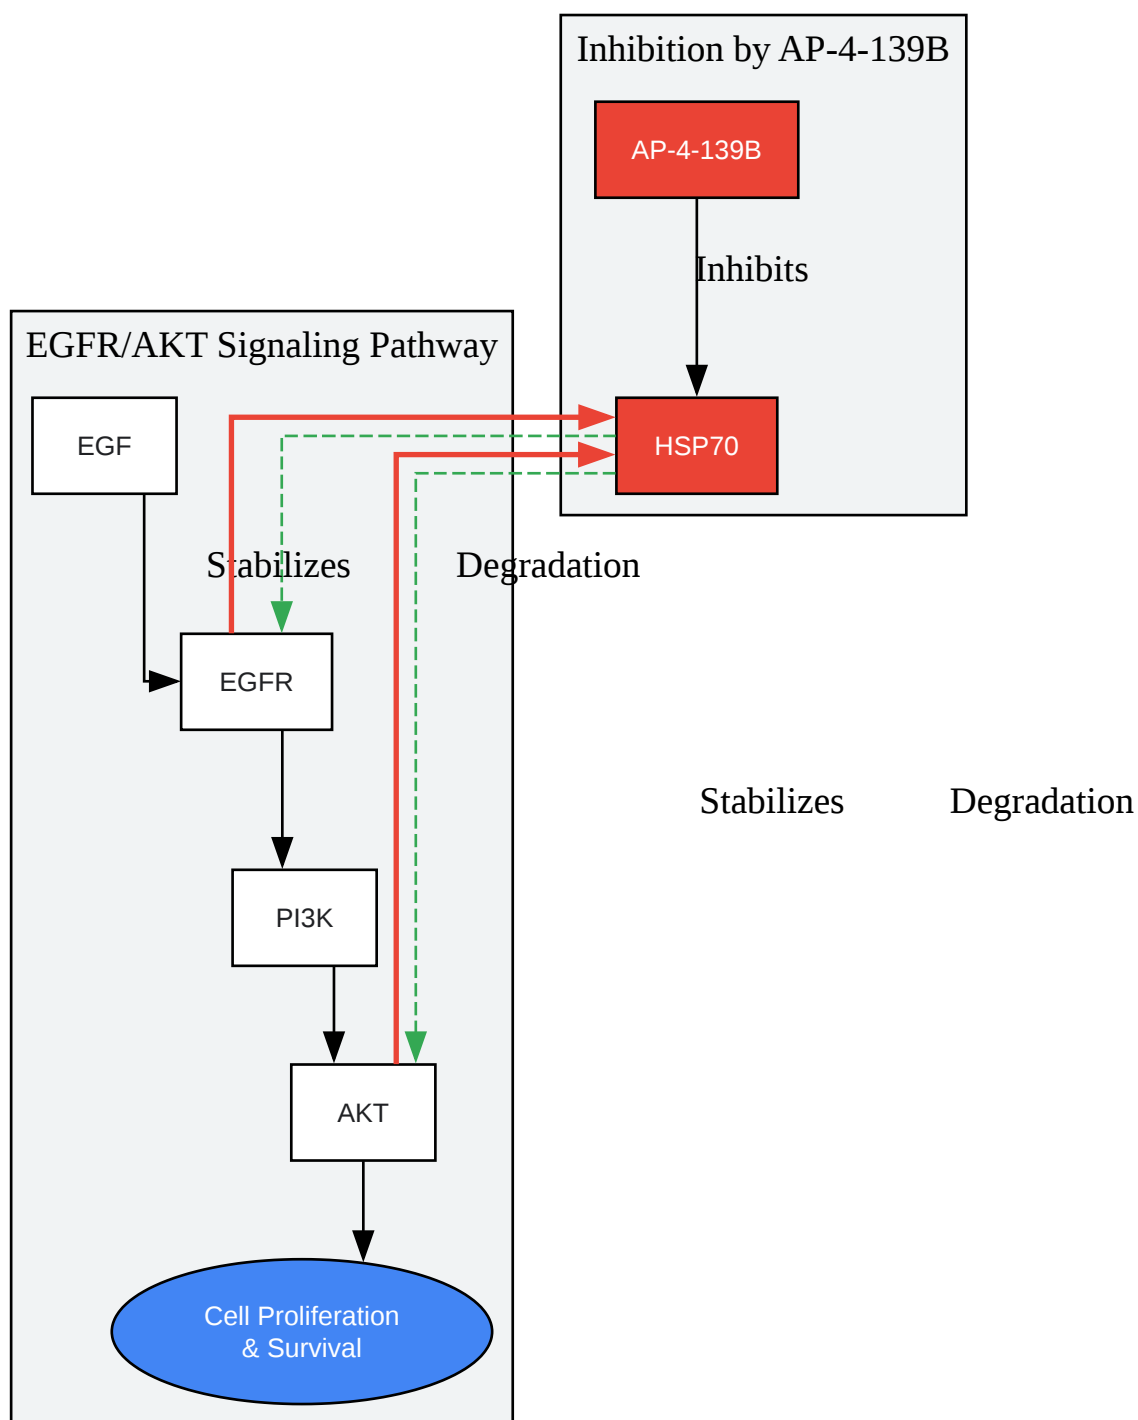 Inhibition by AP-4-139B
AP-4-139B
Inhibits
EGFR/AKT Signaling Pathway
EGF
HSP70
Stabilizes
Degradation
EGFR
Stabilizes
Degradation
PI3K
AKT
Cell Proliferation
& Survival